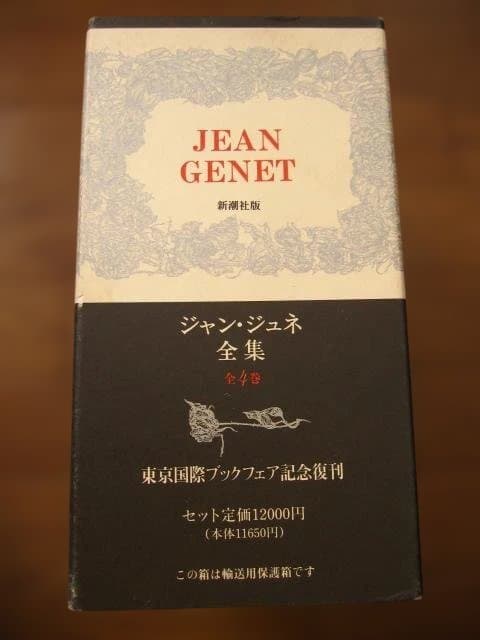 JEAN
GENET
新潮社版
ジャン・ジュネ
全集
全4巻
東京国際ブックフェア記念復刊
セット定価12000円
（本体11650円）
この箱は輸送用保護箱です